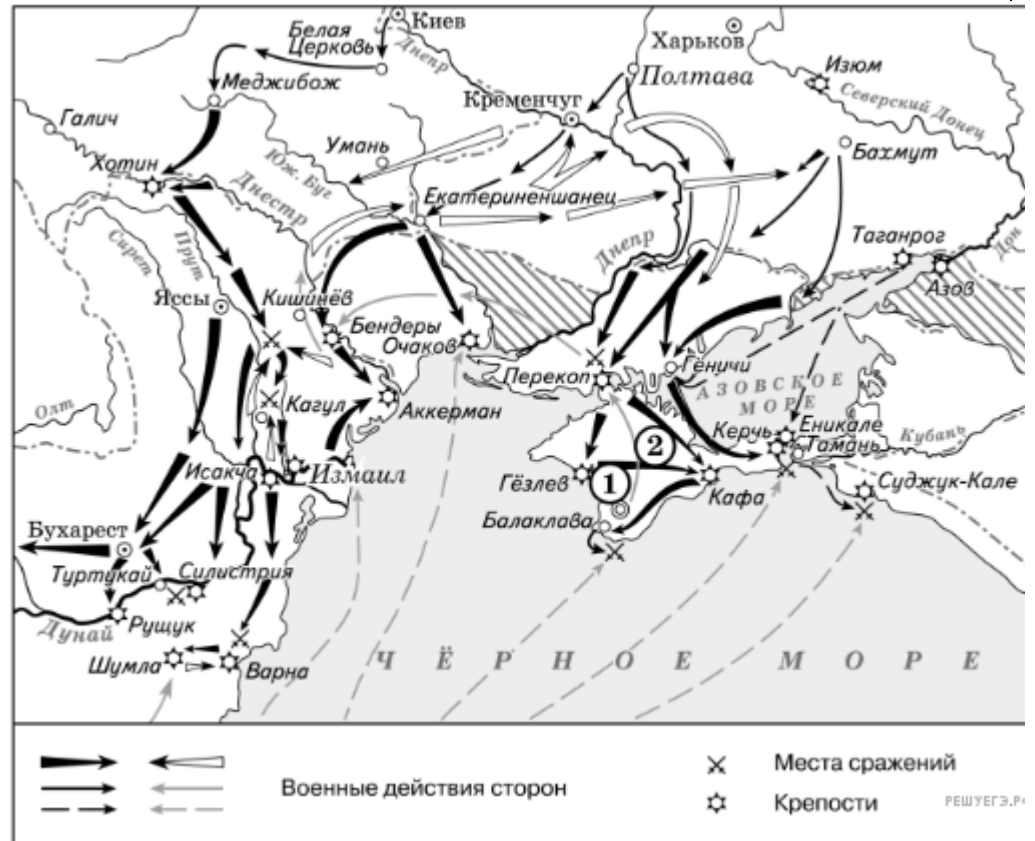 Киев
Белая
Церковь
Днепр
Харьков
Изюм
Полтава
Меджибож
Кременчуг
Северский Донец
Галич
Умань
Бахмут
Хотин
Юж. Буг
Днестр
Екатериненшанец
Сирет
Прут
Днепр
Таганрог
Дон
Яссы
Кишинёв
Азов
Бендеры
Очаков
Перекоп
Геничи
АЗОВСКОЕ
МОРЕ
Олт
Кагул
Аккерман
Керчь
Еникале
Тамань
Кубань
2
Исакча
Измаил
Гёзлев
1
Кафа
Суджук-Кале
Балаклава
Бухарест
Туртукай
Силистрия
Дунай
Рущук
Шумла
Варна
ЧЁРНОЕ МОРЕ
Военные действия сторон
Места сражений
Крепости
РЕШУЕГЭ.РФ